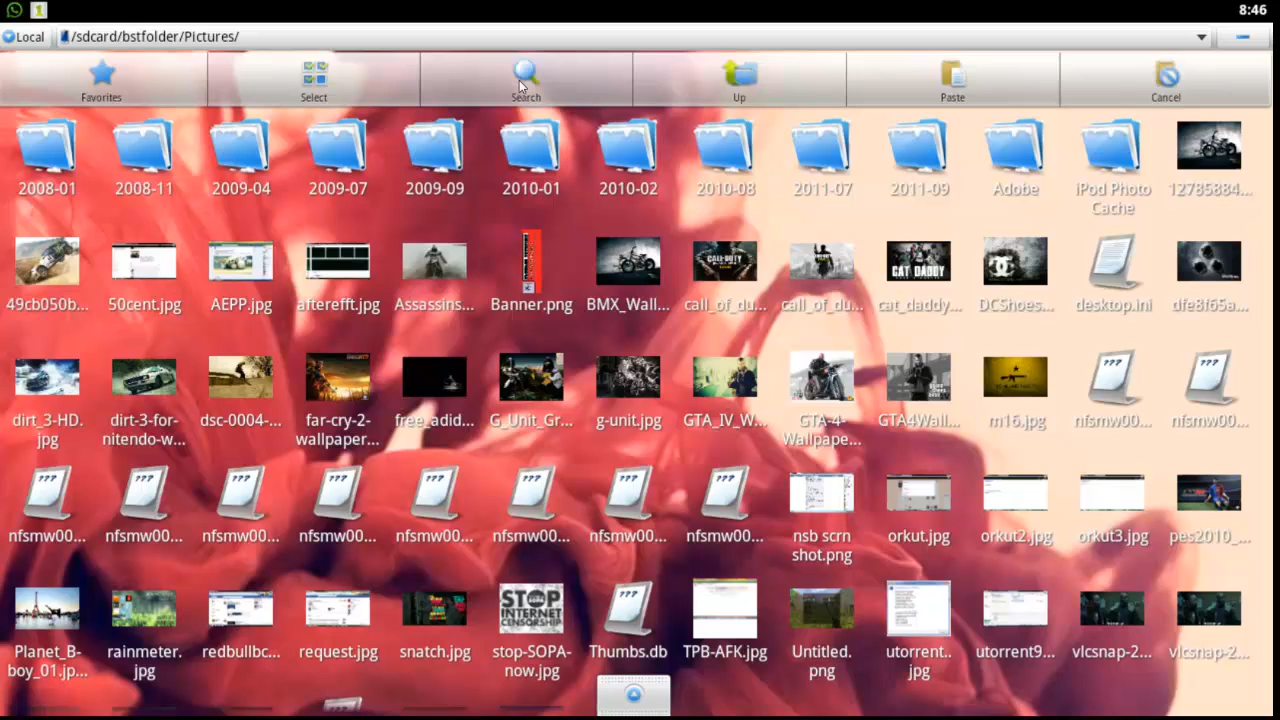 1
8:46
Local
/sdcard/bstfolder/Pictures/
Favorites
Select
Search
Up
Paste
Cancel
2008-01
2008-11
2009-04
2009-07
2009-09
2010-01
2010-02
2010-08
2011-07
2011-09
Adobe
iPod Photo
Cache
12785884...
49cb050b...
50cent.jpg
AEPP.jpg
afterefft.jpg
Assassins...
Banner.png
BMX_Wall...
CALL OF DUTY
call_of_du...
call_of_du...
CAT DADDY
cat_daddy...
DCShoes...
desktop.ini
dfe8f65a...
dirt_3-HD.
jpg
dirt-3-for-
nitendo-w...
dsc-0004-...
far-cry-2-
wallpaper...
free_adid...
G_Unit_Gr...
g-unit.jpg
GTA_IV_W...
GTA-4-
Wallpape...
GTA4Wall...
m16.jpg
???
nfsmw00...
???
nfsmw00...
???
nfsmw00...
???
nfsmw00...
???
nfsmw00...
???
nfsmw00...
???
nfsmw00...
???
nfsmw00...
???
nfsmw00...
???
nfsmw00...
nsb scrn
shot.png
orkut.jpg
orkut2.jpg
orkut3.jpg
pes2010_...
Planet_B-
boy_01.jp...
rainmeter.
jpg
redbullbc...
request.jpg
snatch.jpg
STOP
INTERNET
CENSORSHIP
stop-SOPA-
now.jpg
???
Thumbs.db
TPB-AFK.jpg
Untitled.
png
utorrent..
jpg
utorrent9...
vlcsnap-2...
vlcsnap-2...